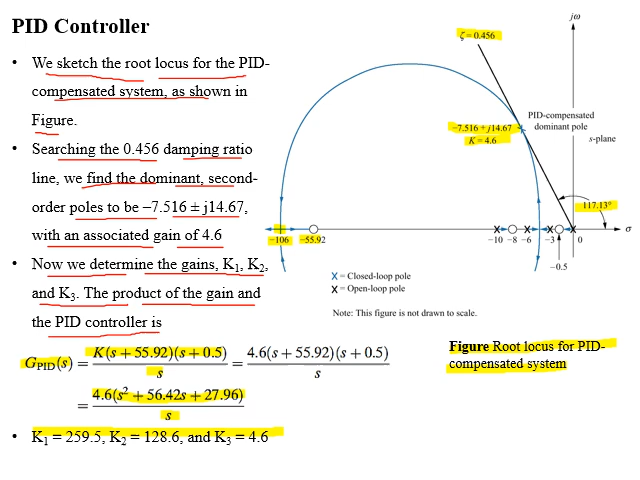 PID Controller
• We sketch the root locus for the PID-
compensated system, as shown in
Figure.
• Searching the 0.456 damping ratio
line, we find the dominant, second-
order poles to be −7.516 ± j14.67,
with an associated gain of 4.6
• Now we determine the gains, K₁, K₂,
and K₃. The product of the gain and
the PID controller is
G_PID(s) = K(s + 55.92)(s + 0.5) / s = 4.6(s + 55.92)(s + 0.5) / s
= 4.6(s² + 56.42s + 27.96) / s
• K₁ = 259.5, K₂ = 128.6, and K₃ = 4.6
jω
ζ = 0.456
PID-compensated
dominant pole
−7.516 + j14.67
K = 4.6
s-plane
117.13°
σ
−106
−55.92
−10
−8
−6
−3
0
−0.5
X = Closed-loop pole
X = Open-loop pole
Note: This figure is not drawn to scale.
Figure Root locus for PID-
compensated system